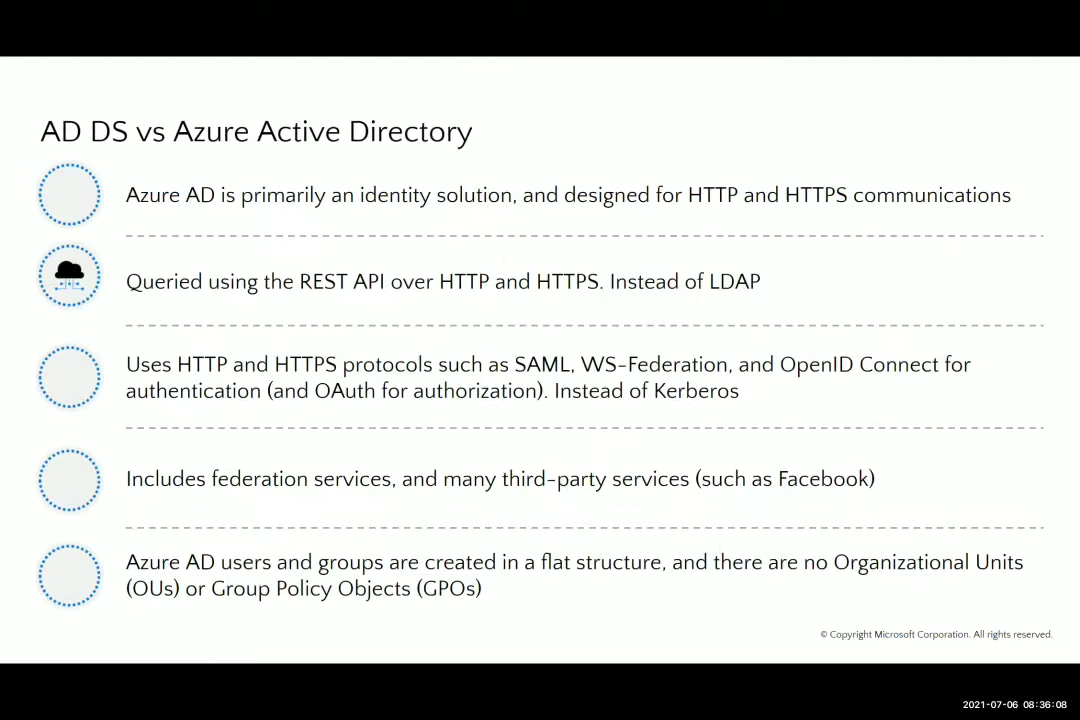 AD DS vs Azure Active Directory
Azure AD is primarily an identity solution, and designed for HTTP and HTTPS communications
Queried using the REST API over HTTP and HTTPS. Instead of LDAP
Uses HTTP and HTTPS protocols such as SAML, WS-Federation, and OpenID Connect for
authentication (and OAuth for authorization). Instead of Kerberos
Includes federation services, and many third-party services (such as Facebook)
Azure AD users and groups are created in a flat structure, and there are no Organizational Units
(OUs) or Group Policy Objects (GPOs)
© Copyright Microsoft Corporation. All rights reserved.
2021-07-06 08:36:08